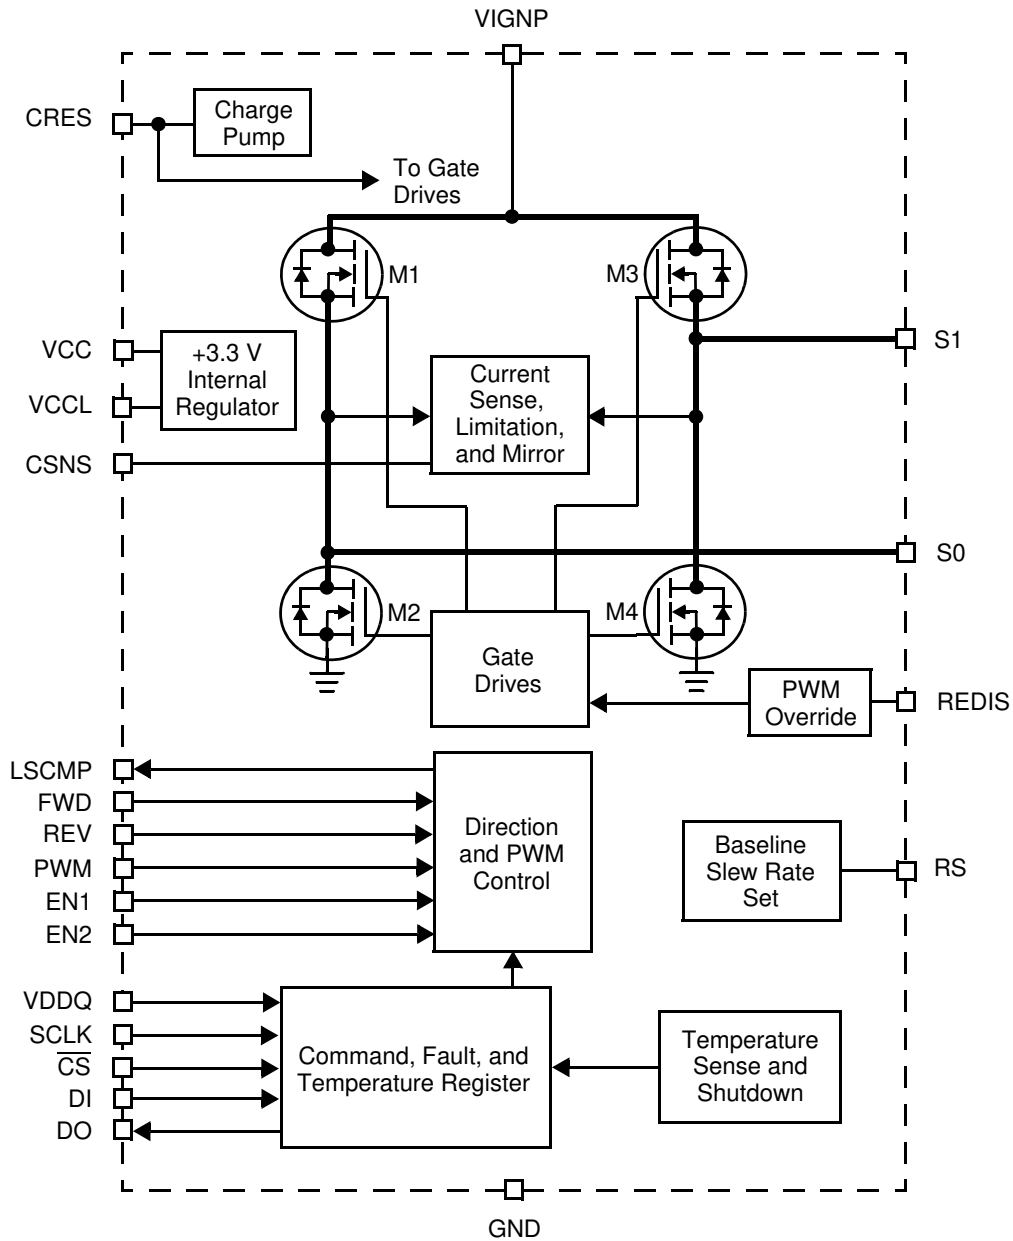 VIGNP
CRES
Charge
Pump
To Gate
Drives
M1
M3
VCC
+3.3 V
Internal
Regulator
VCCL
Current
Sense,
Limitation,
and Mirror
S1
CSNS
S0
M2
M4
Gate
Drives
PWM
Override
REDIS
LSCMP
FWD
REV
PWM
EN1
EN2
Direction
and PWM
Control
Baseline
Slew Rate
Set
RS
VDDQ
SCLK
C̅S̅
DI
DO
Command, Fault, and
Temperature Register
Temperature
Sense and
Shutdown
GND